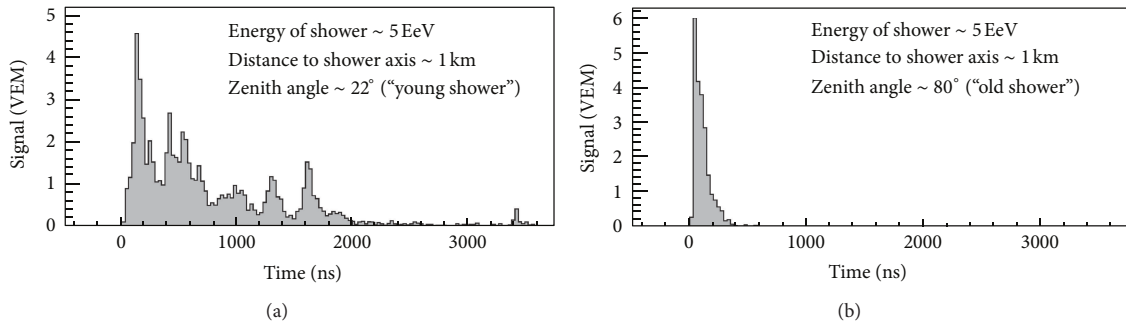 Energy of shower ~ 5 EeV
Distance to shower axis ~ 1 km
Zenith angle ~ 22° (“young shower”)
Signal (VEM)
5
4
3
2
1
0
0 1000 2000 3000
Time (ns)
(a)
Energy of shower ~ 5 EeV
Distance to shower axis ~ 1 km
Zenith angle ~ 80° (“old shower”)
Signal (VEM)
6
5
4
3
2
1
0
0 1000 2000 3000
Time (ns)
(b)